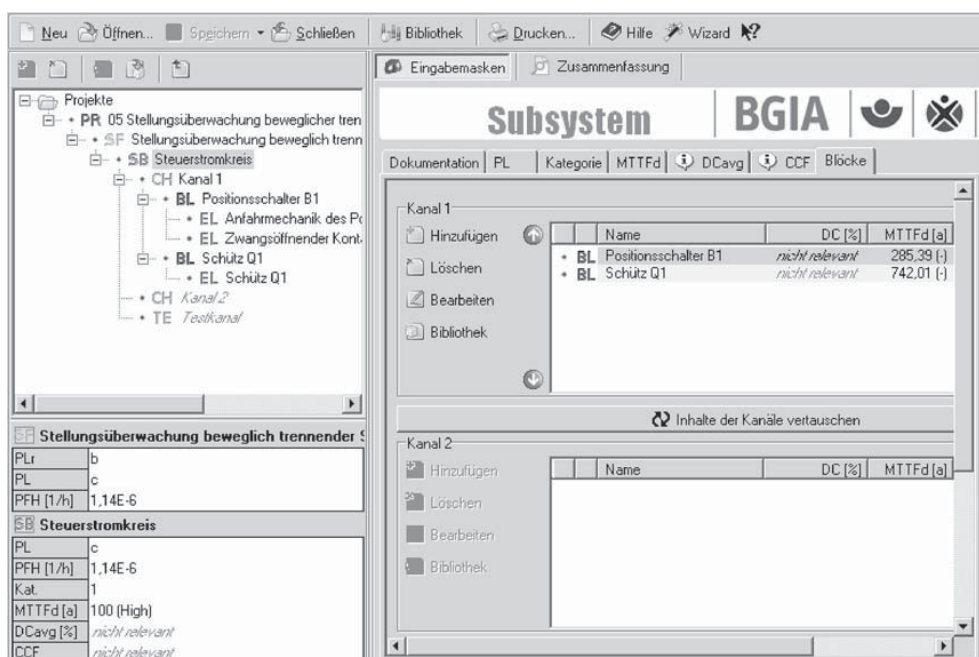 Neu Öffnen... Speichern Schließen Bibliothek Drucken... Hilfe Wizard
Eingabemasken Zusammenfassung
Projekte
PR 05 Stellungsüberwachung beweglicher tren
SF Stellungsüberwachung beweglich trenn
SB Steuerstromkreis
CH Kanal 1
BL Positionsschalter B1
EL Anfahrmechanik des Po
EL Zwangsöffnender Kont
BL Schütz Q1
EL Schütz Q1
CH Kanal 2
TE Testkanal
SF Stellungsüberwachung beweglich trennender S
PLr b
PL c
PFH [1/h] 1,14E-6
SB Steuerstromkreis
PL c
PFH [1/h] 1,14E-6
Kat. 1
MTTFd [a] 100 (High)
DCavg [%] nicht relevant
CCF nicht relevant
Subsystem BGIA
Dokumentation PL Kategorie MTTFd DCavg CCF Blöcke
Kanal 1
Hinzufügen
Löschen
Bearbeiten
Bibliothek
Name DC [%] MTTFd [a]
BL Positionsschalter B1 nicht relevant 285,39 (-)
BL Schütz Q1 nicht relevant 742,01 (-)
Inhalte der Kanäle vertauschen
Kanal 2
Hinzufügen
Löschen
Bearbeiten
Bibliothek
Name DC [%] MTTFd [a]